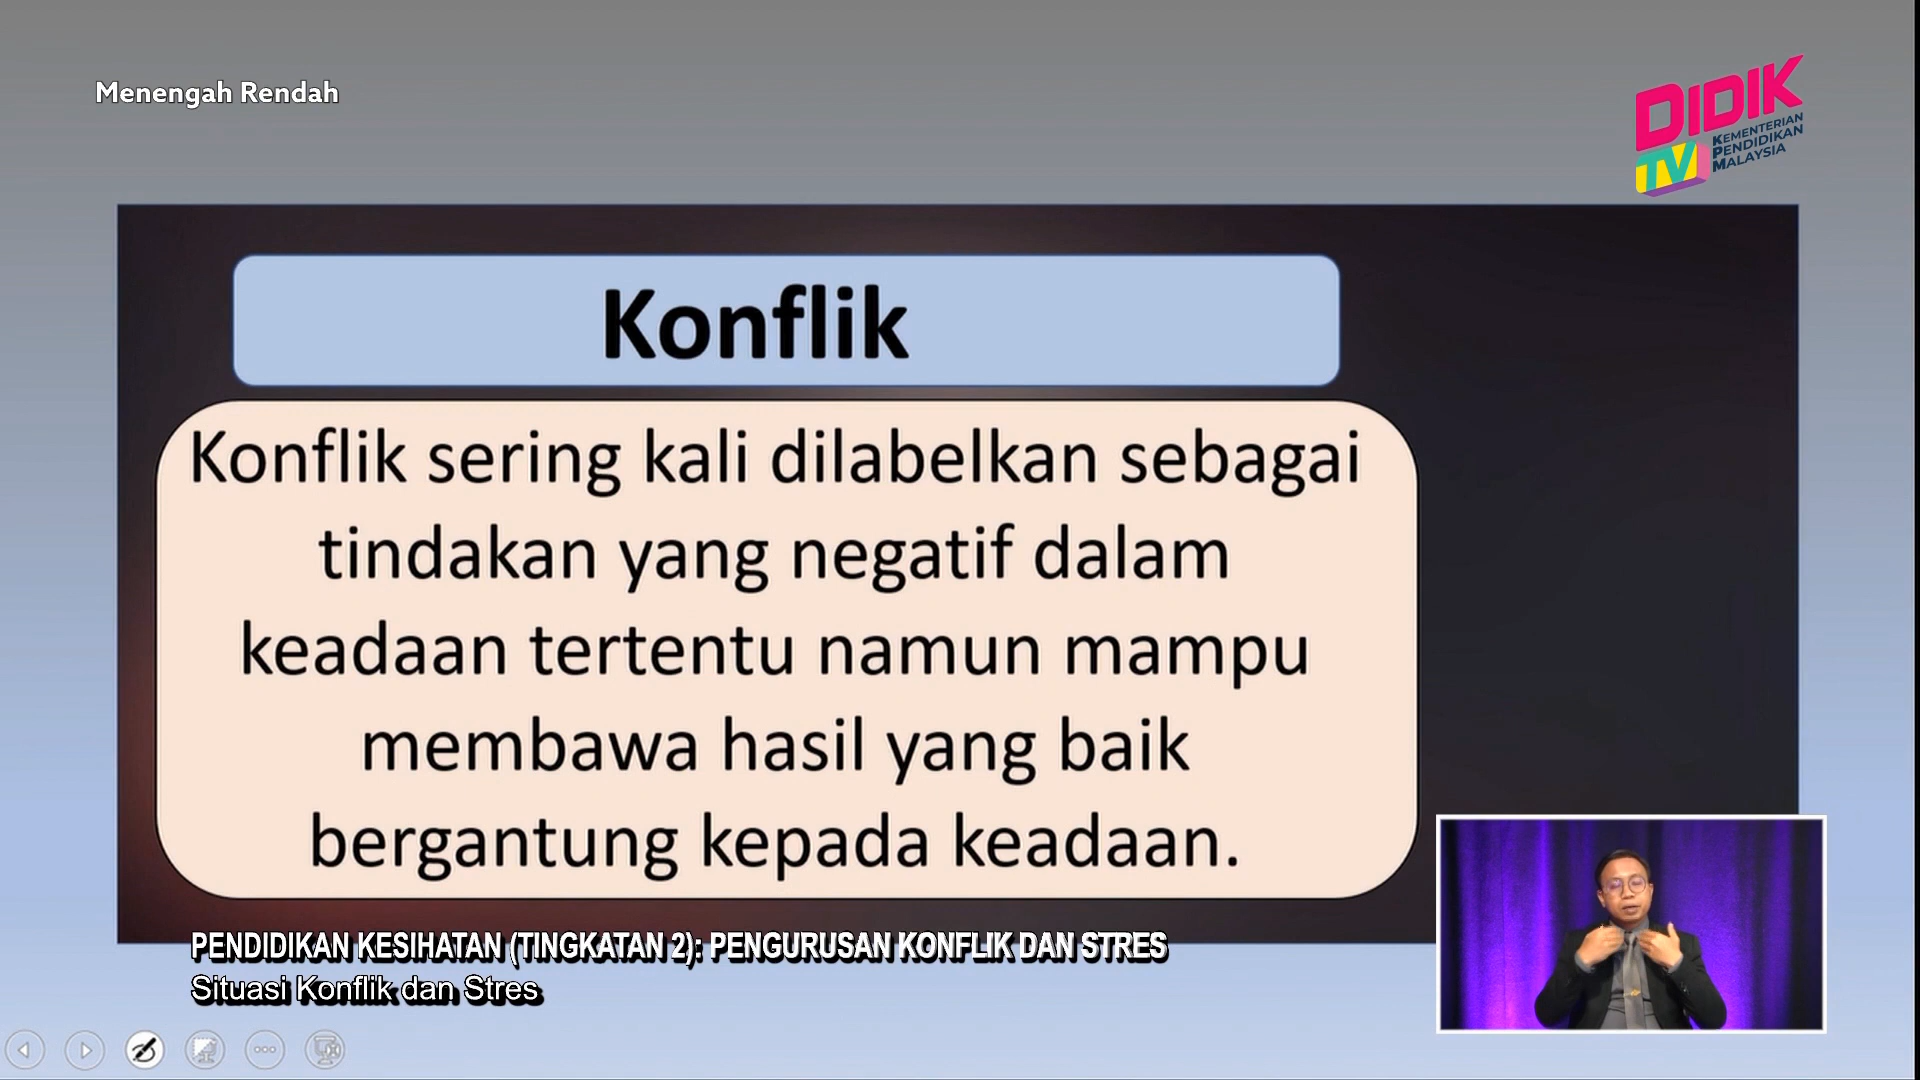 Menengah Rendah
DIDIK
TV
KEMENTERIAN
PENDIDIKAN
MALAYSIA
Konflik
Konflik sering kali dilabelkan sebagai
tindakan yang negatif dalam
keadaan tertentu namun mampu
membawa hasil yang baik
bergantung kepada keadaan.
PENDIDIKAN KESIHATAN (TINGKATAN 2): PENGURUSAN KONFLIK DAN STRES
Situasi Konflik dan Stres